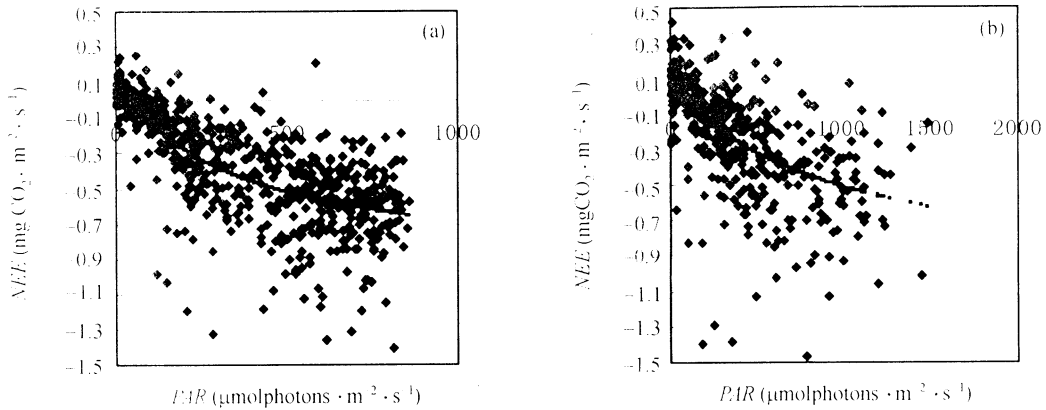 0.5
0.3
0.1
-0.1
-0.3
-0.5
-0.7
-0.9
-1.1
-1.3
-1.5
0 500 1000
(a)
NEE (mg CO₂ · m⁻² · s⁻¹)
PAR (μmolphotons · m⁻² · s⁻¹)
0.5
0.3
0.1
-0.1
-0.3
-0.5
-0.7
-0.9
-1.1
-1.3
-1.5
0 1000 1500 2000
(b)
NEE (mgCO₂ · m⁻² · s⁻¹)
PAR (μmolphotons · m⁻² · s⁻¹)